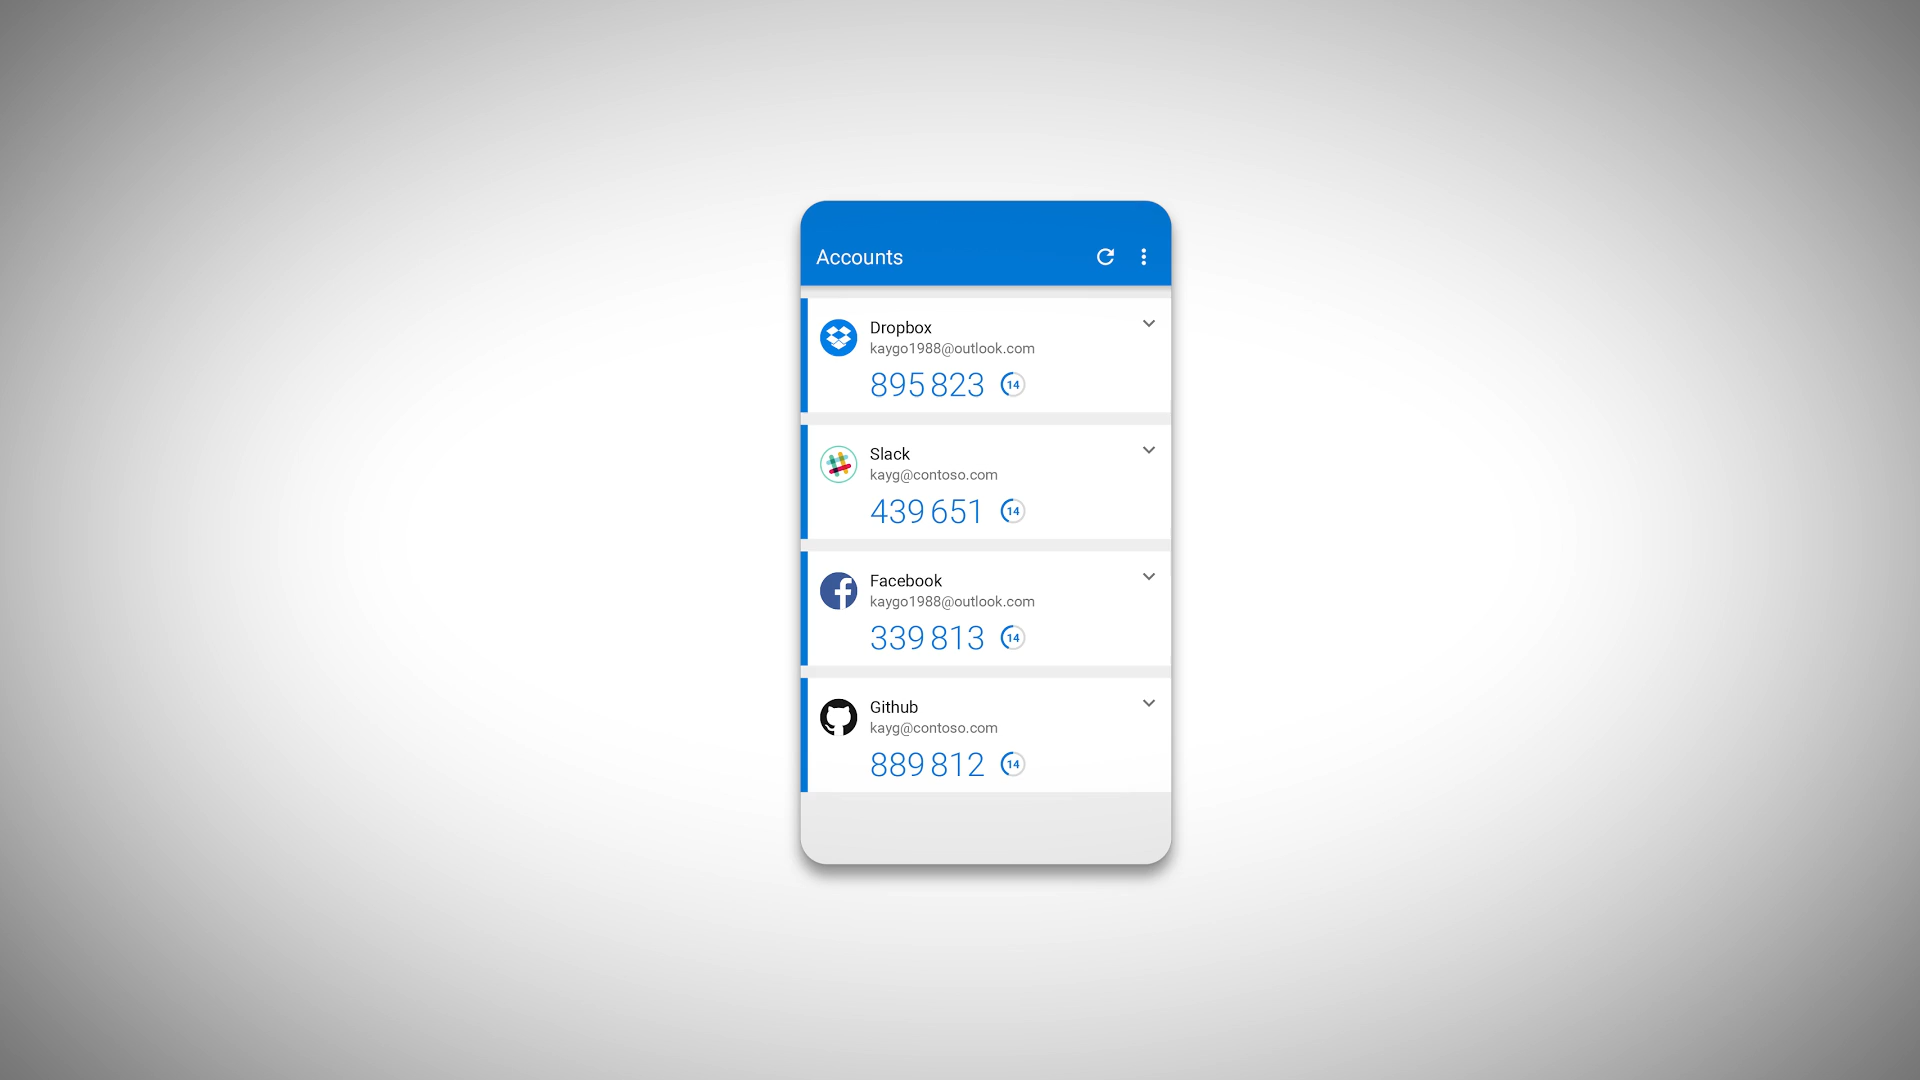 Accounts
Dropbox
kaygo1988@outlook.com
895 823 14
Slack
kayg@contoso.com
439 651 14
Facebook
kaygo1988@outlook.com
339 813 14
Github
kayg@contoso.com
889 812 14